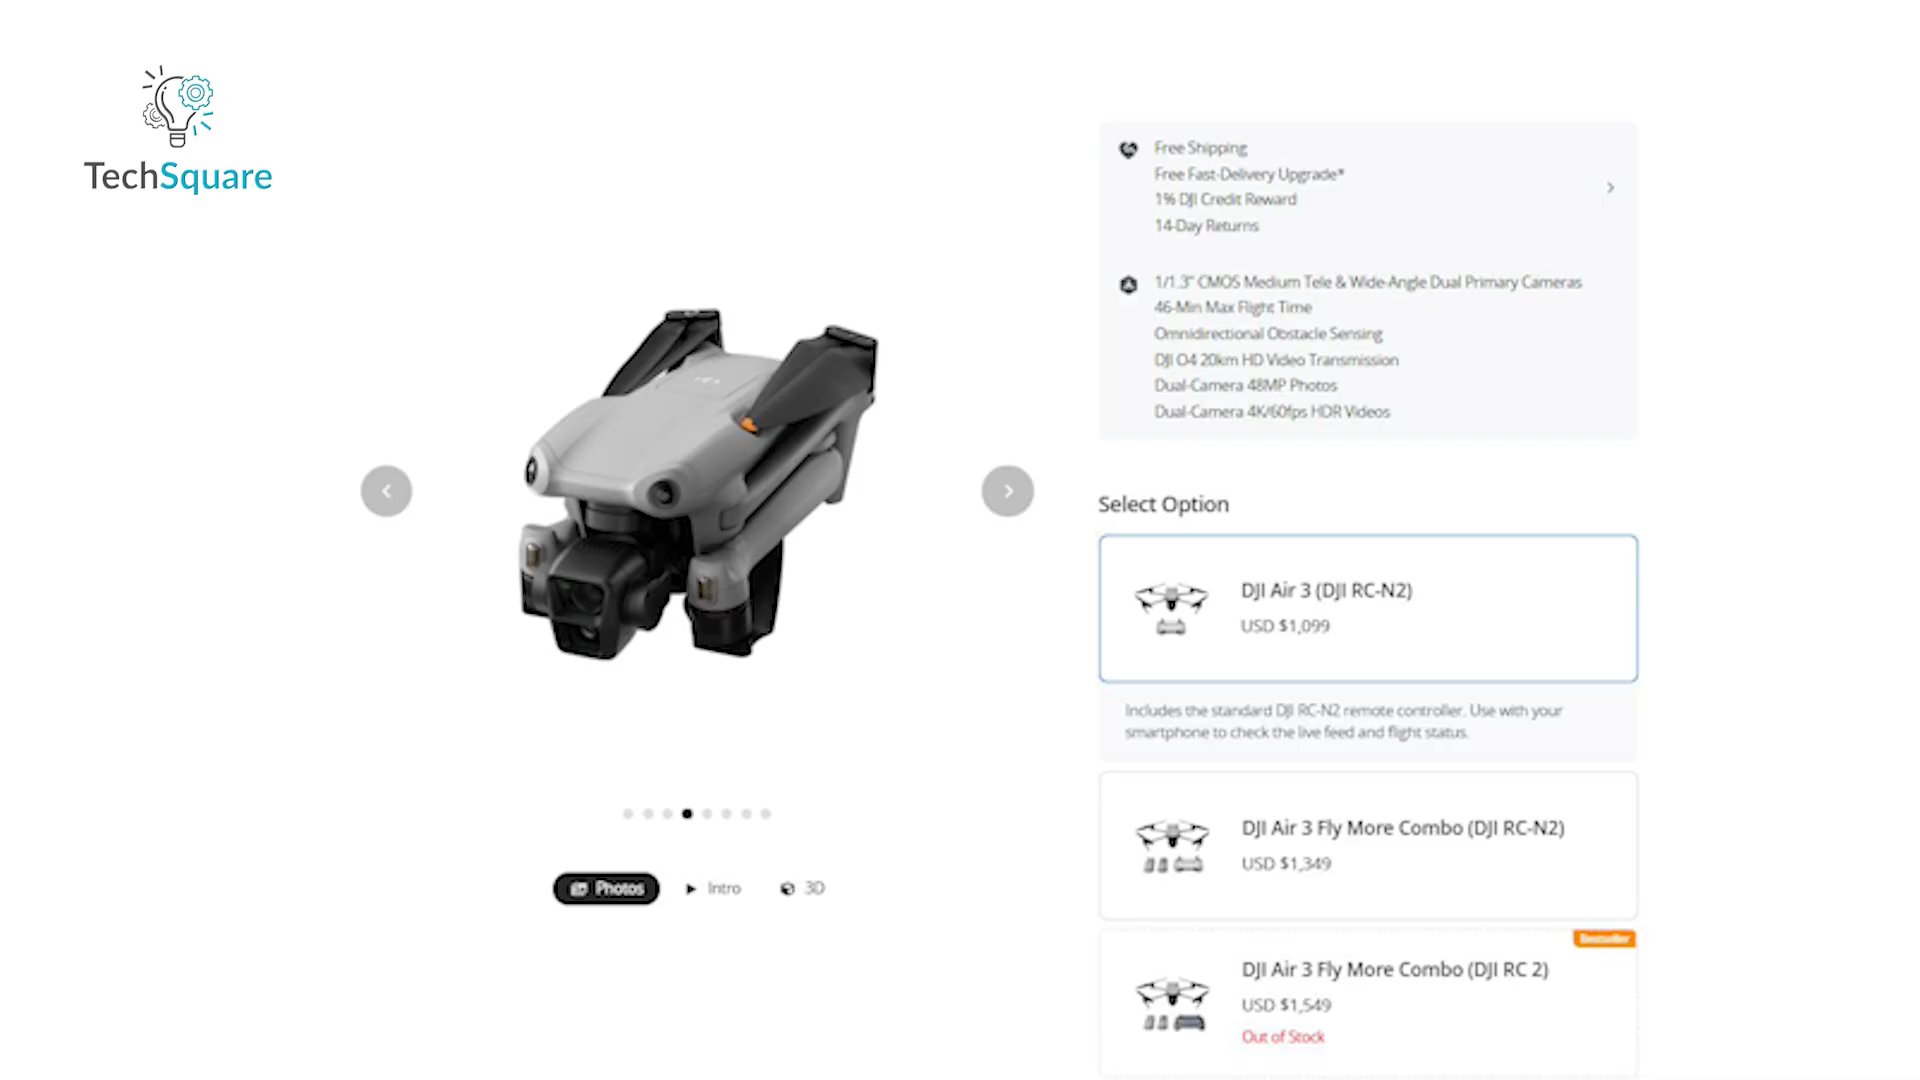 TechSquare
Free Shipping
Free Fast-Delivery Upgrade*
1% DJI Credit Reward
14-Day Returns
1/1.3" CMOS Medium Tele & Wide-Angle Dual Primary Cameras
46-Min Max Flight Time
Omnidirectional Obstacle Sensing
DJI O4 20km HD Video Transmission
Dual-Camera 48MP Photos
Dual-Camera 4K/60fps HDR Videos
Select Option
DJI Air 3 (DJI RC-N2)
USD $1,099
Includes the standard DJI RC-N2 remote controller. Use with your
smartphone to check the live feed and flight status.
DJI Air 3 Fly More Combo (DJI RC-N2)
USD $1,349
Bestseller
DJI Air 3 Fly More Combo (DJI RC 2)
USD $1,549
Out of Stock
Photos
Intro
3D